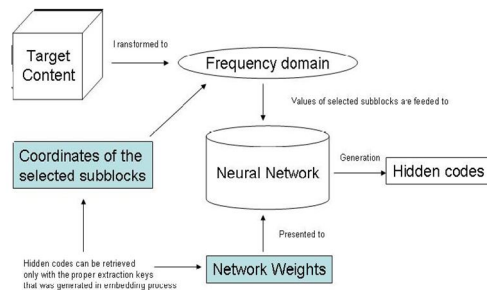 Target
Content
I ransformed to
Frequency domain
Values of selected subblocks are feeded to
Coordinates of the
selected subblocks
Neural Network
Generation
Hidden codes
Presented to
Hidden codes can be retrieved
only with the proper extraction keys
that was generated in embedding process
Network Weights